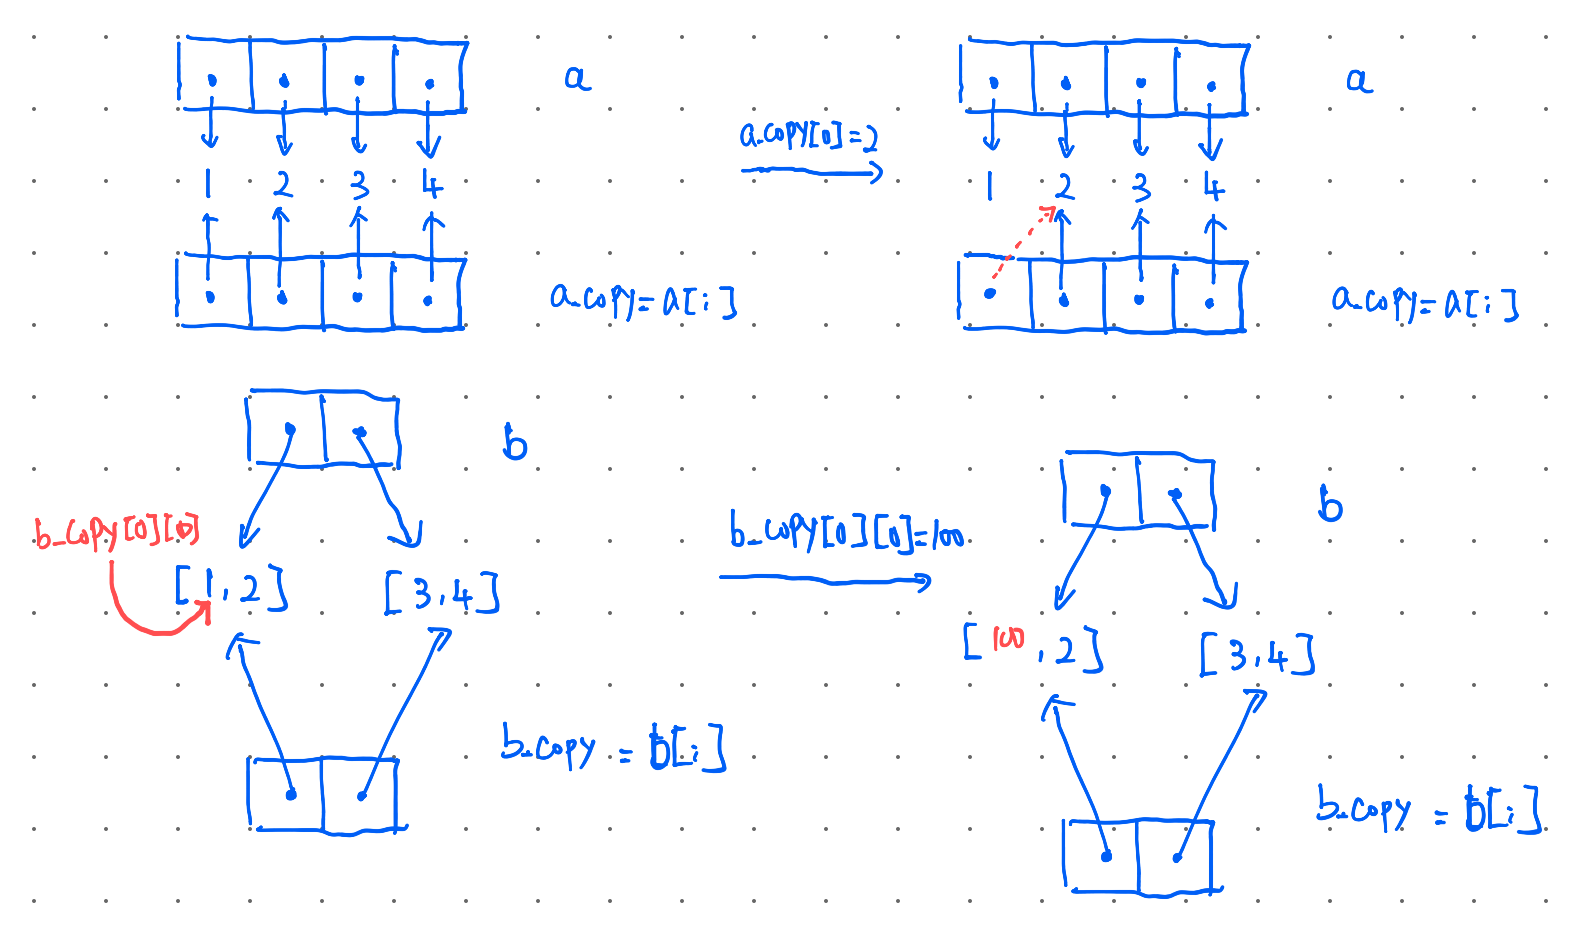 a
1 2 3 4
a_copy=a[i]
a_copy[0]=2
a
1 2 3 4
a_copy=a[i]
b
b_copy[0][0]
[1,2] [3,4]
b_copy = b[i]
b_copy[0][0]=100
b
[100,2] [3,4]
b_copy = b[i]